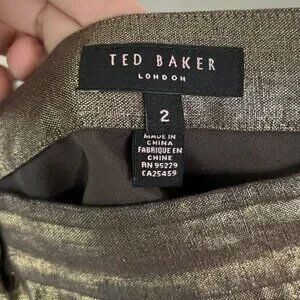 TED BAKER
LONDON
2
MADE IN
CHINA
FABRIQUE EN
CHINE
RN 95229
CA25459